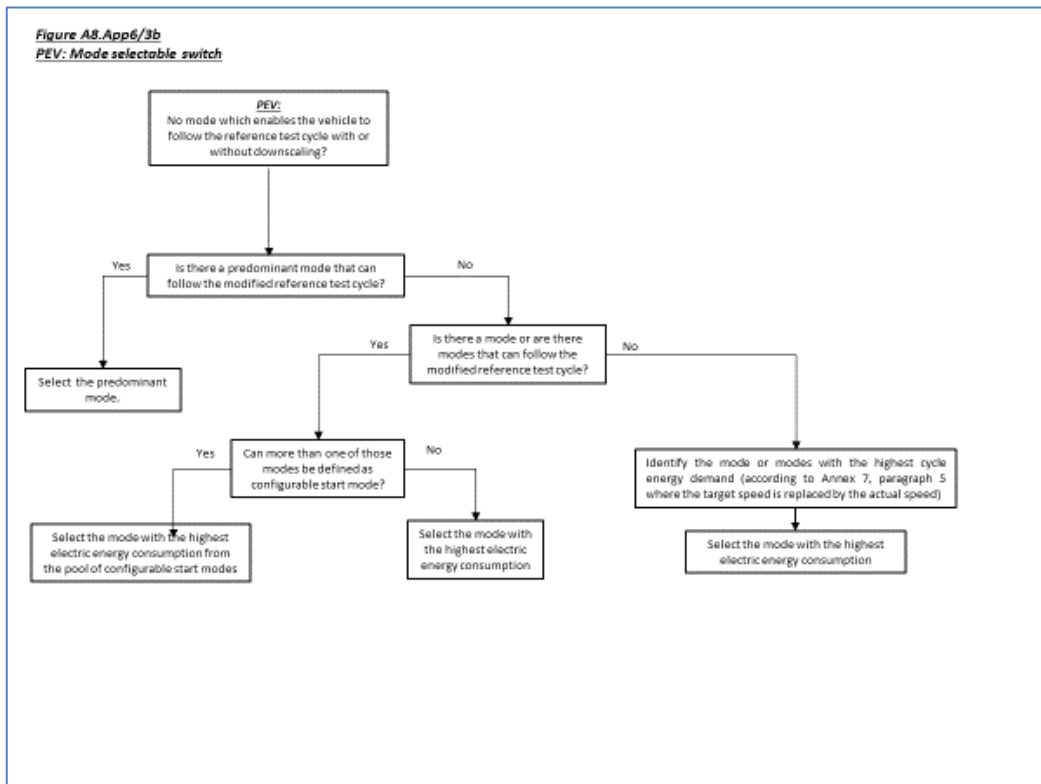 Figure A8.App6/3b
PEV: Mode selectable switch
PEV:
No mode which enables the vehicle to
follow the reference test cycle with or
without downscaling?
Yes
Is there a predominant mode that can
follow the modified reference test cycle?
No
Select the predominant
mode.
Yes
Is there a mode or are there
modes that can follow the
modified reference test cycle?
No
Yes
Can more than one of those
modes be defined as
configurable start mode?
No
Identify the mode or modes with the highest cycle
energy demand (according to Annex 7, paragraph 5
where the target speed is replaced by the actual speed)
Select the mode with the highest
electric energy consumption from
the pool of configurable start modes
Select the mode with
the highest electric
energy consumption
Select the mode with the highest
electric energy consumption